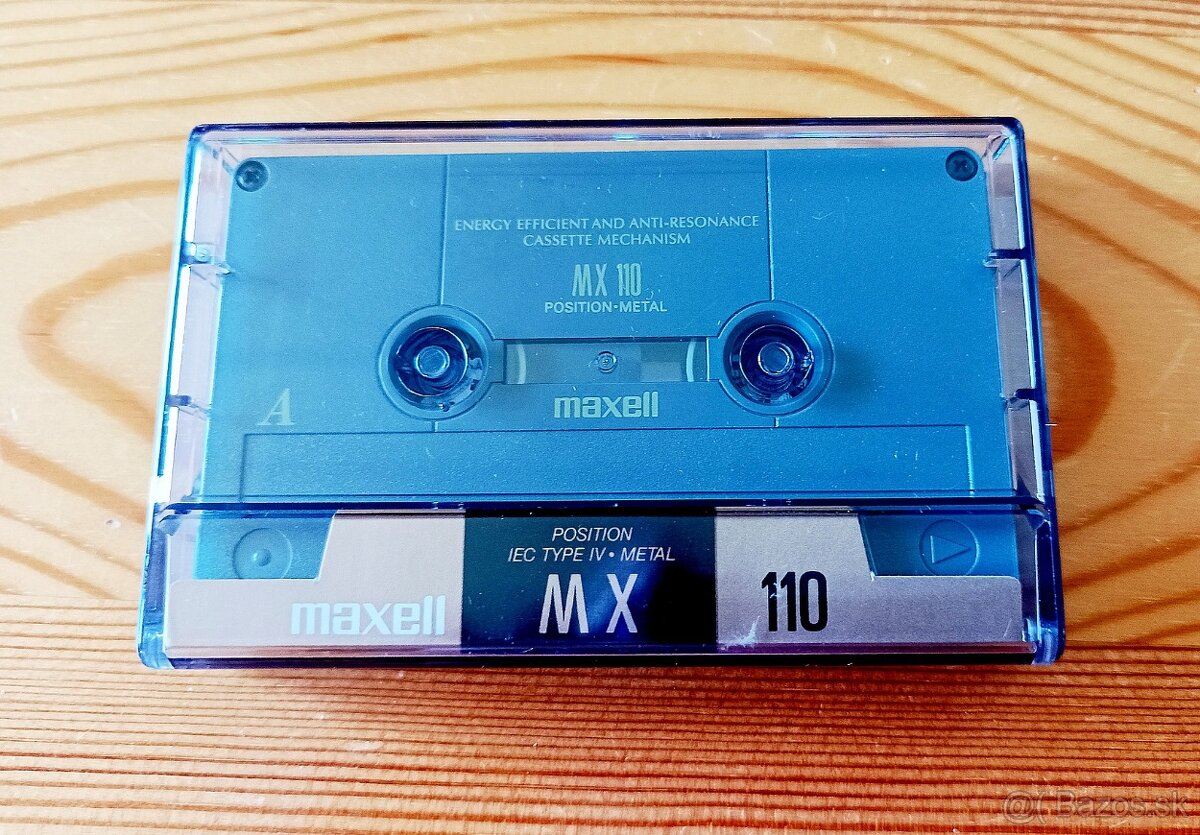 ENERGY EFFICIENT AND ANTI-RESONANCE
CASSETTE MECHANISM
MX 110
POSITION•METAL
maxell
A
POSITION
IEC TYPE IV • METAL
maxell
MX
110
@(Bazos.sk